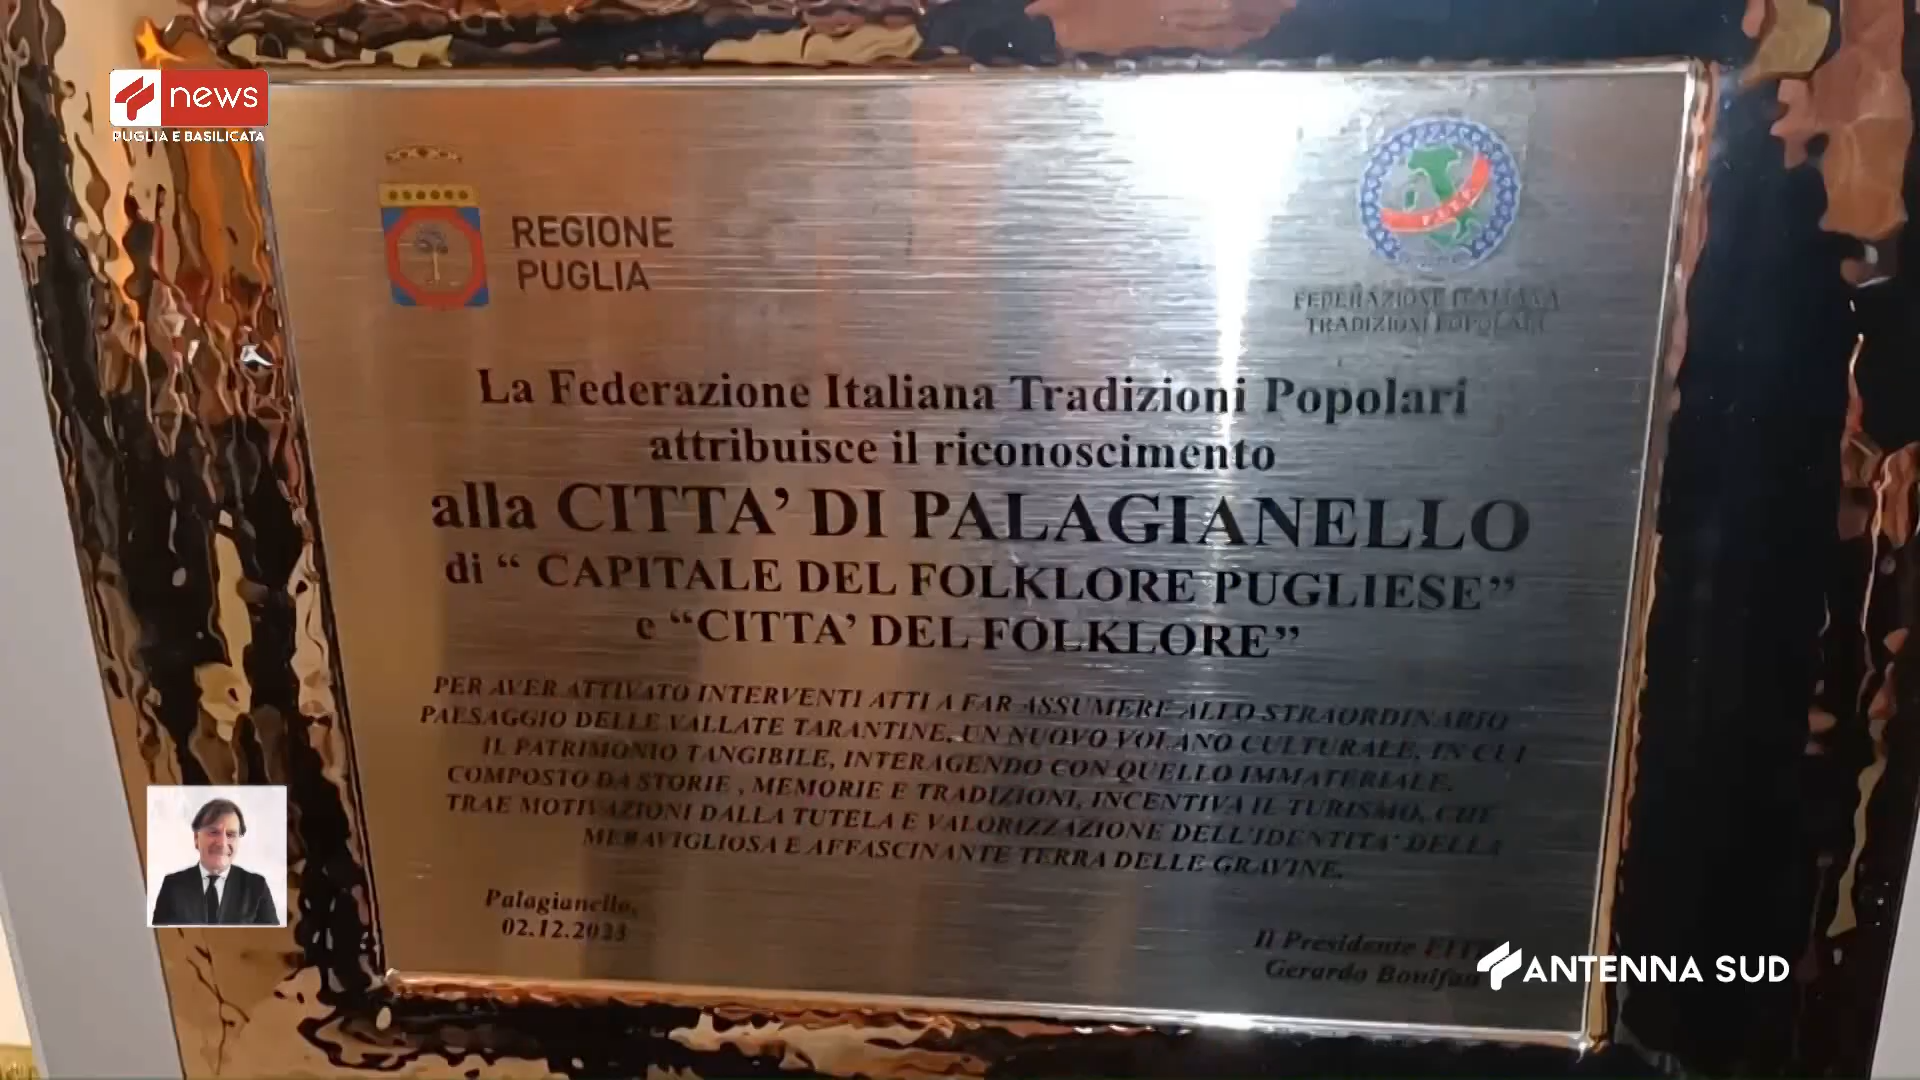 news
PUGLIA E BASILICATA
REGIONE
PUGLIA
FEDERAZIONE ITALIANA
TRADIZIONI POPOLARI
La Federazione Italiana Tradizioni Popolari
attribuisce il riconoscimento
alla CITTA' DI PALAGIANELLO
di “ CAPITALE DEL FOLKLORE PUGLIESE”
e “CITTA' DEL FOLKLORE”
PER AVER ATTIVATO INTERVENTI ATTI A FAR ASSUMERE ALLO STRAORDINARIO
PAESAGGIO DELLE VALLATE TARANTINE, UN NUOVO VOLANO CULTURALE, IN CUI
IL PATRIMONIO TANGIBILE, INTERAGENDO CON QUELLO IMMATERIALE,
COMPOSTO DA STORIE , MEMORIE E TRADIZIONI, INCENTIVA IL TURISMO, CHE
TRAE MOTIVAZIONI DALLA TUTELA E VALORIZZAZIONE DELL'IDENTITA' DELLA
MERAVIGLIOSA E AFFASCINANTE TERRA DELLE GRAVINE.
Palagianello,
02.12.2023
Il Presidente
Gerardo
ANTENNA SUD